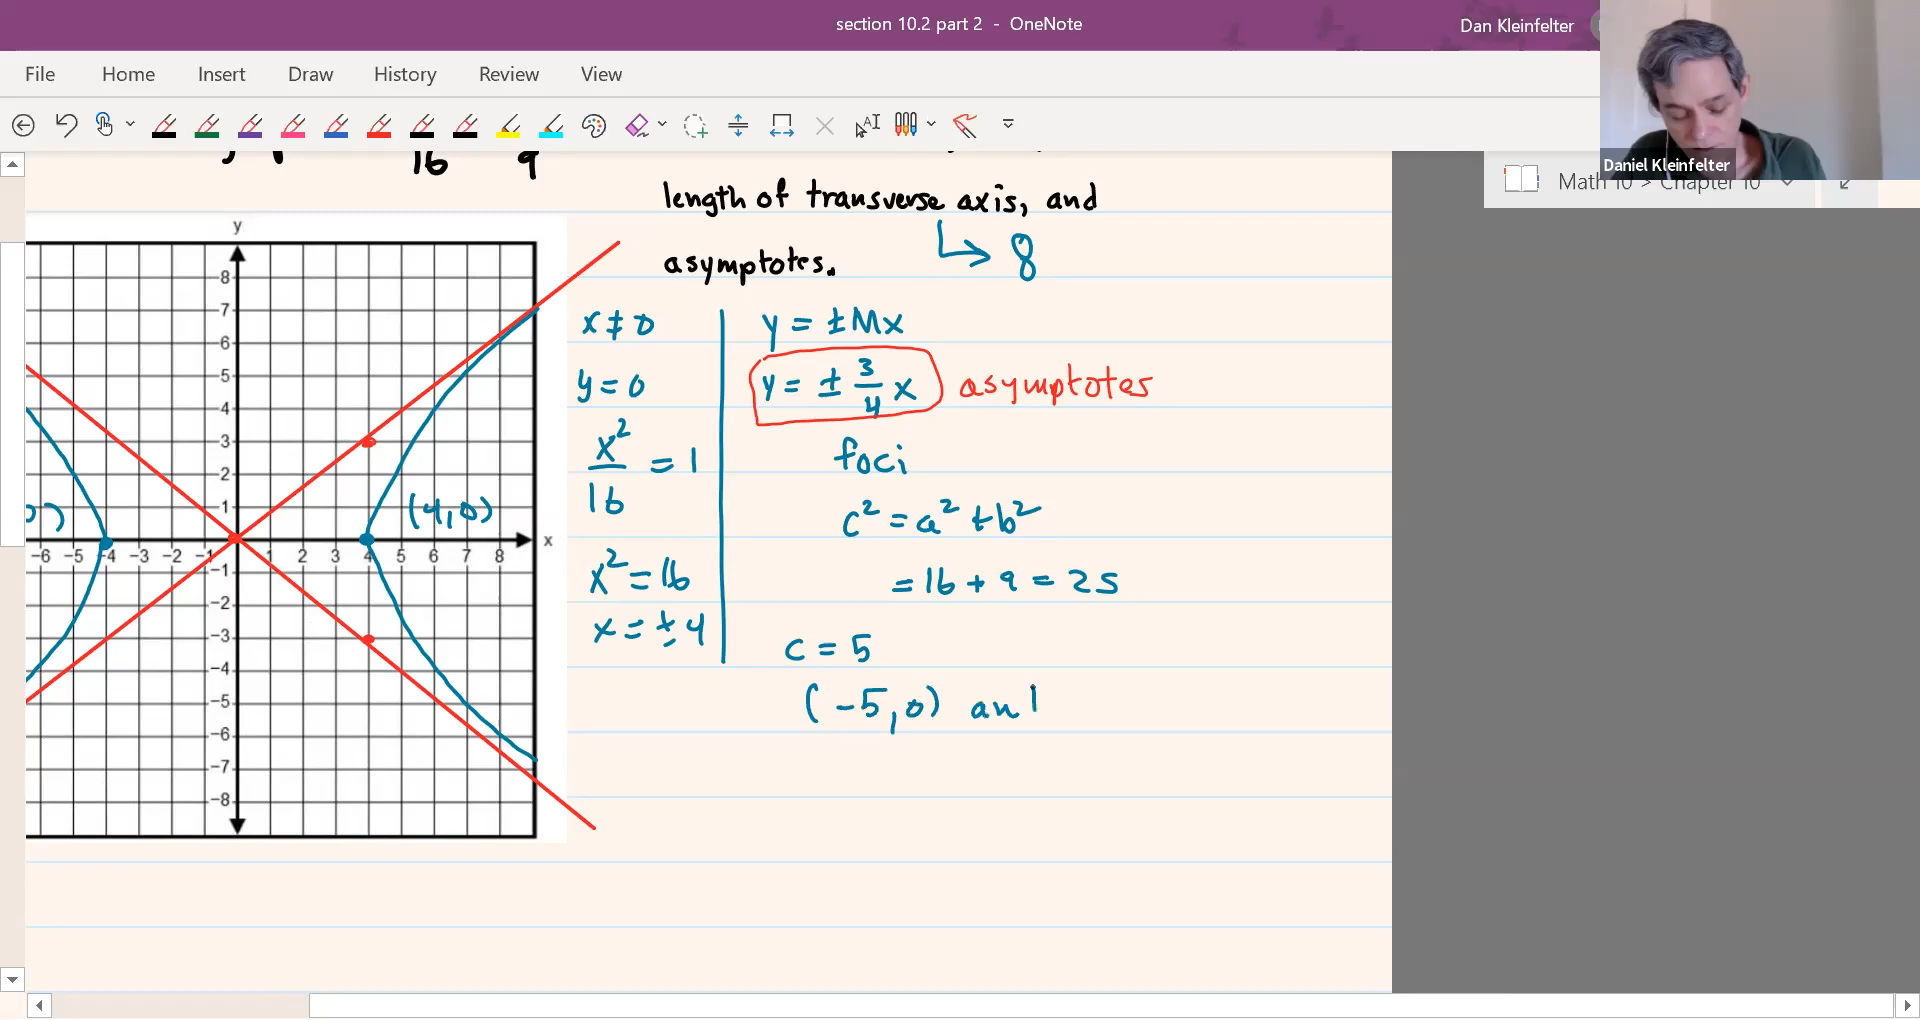 section 10.2 part 2 - OneNote
Dan Kleinfelter
File Home Insert Draw History Review View
Daniel Kleinfelter
Math 10 > Chapter 10
16 9
length of transverse axis, and
8
asymptotes.
y
8
7
6
5
4
3
2
1
-6 -5 -4 -3 -2 -1 1 2 3 4 5 6 7 8 x
-1
-2
-3
-4
-5
-6
-7
-8
(4,0)
x ≠ 0
y = 0
x²/16 = 1
x² = 16
x = ±4
y = ±Mx
y = ± 3/4 x asymptotes
foci
c² = a² + b²
= 16 + 9 = 25
c = 5
(-5,0) an